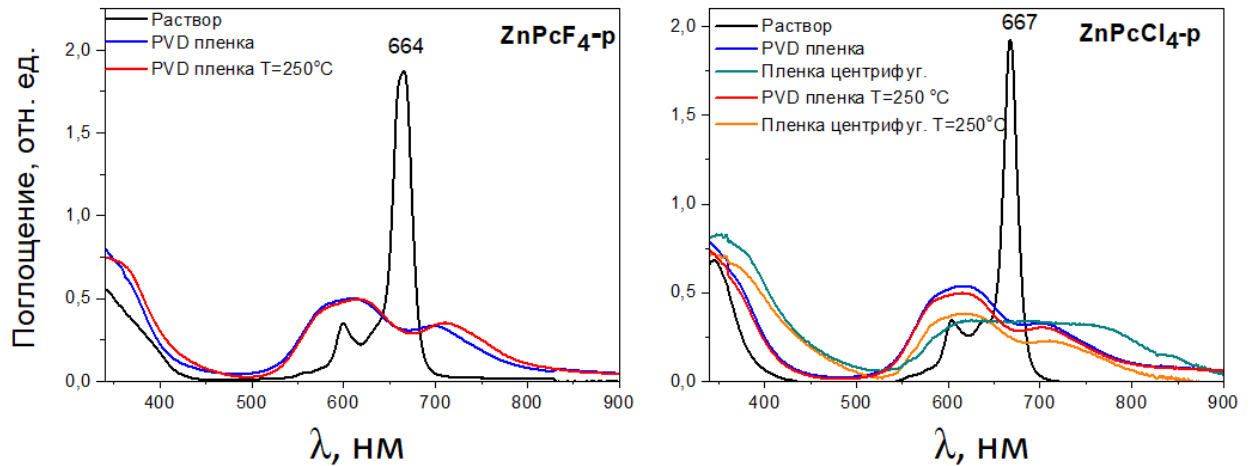 Поглощение, отн. ед.
2,0
1,5
1,0
0,5
0,0
400 500 600 700 800 900
λ, нм
Раствор
PVD пленка
PVD пленка T=250°C
664
ZnPcF4-p
2,0
1,5
1,0
0,5
0,0
400 500 600 700 800 900
λ, нм
Раствор
PVD пленка
Пленка центрифуг.
PVD пленка T=250 °C
Пленка центрифуг. T=250°C
667
ZnPcCl4-p